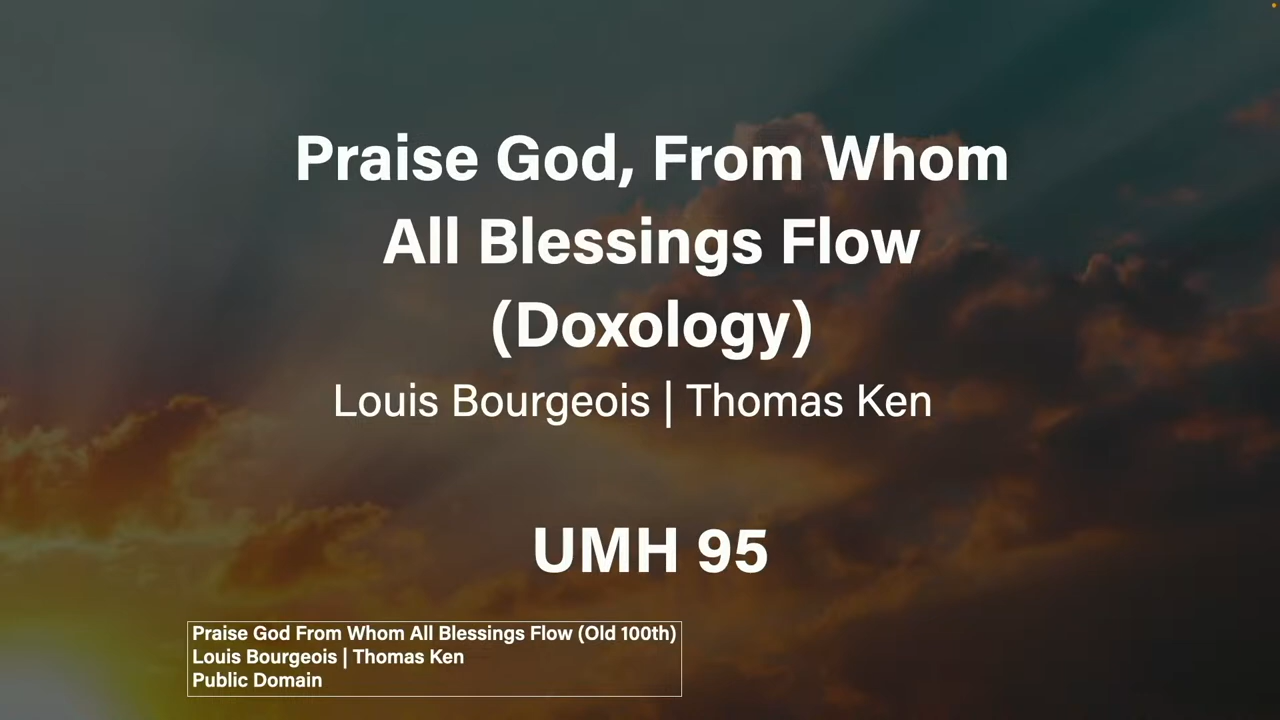 Praise God, From Whom
All Blessings Flow
(Doxology)
Louis Bourgeois | Thomas Ken
UMH 95
Praise God From Whom All Blessings Flow (Old 100th)
Louis Bourgeois | Thomas Ken
Public Domain